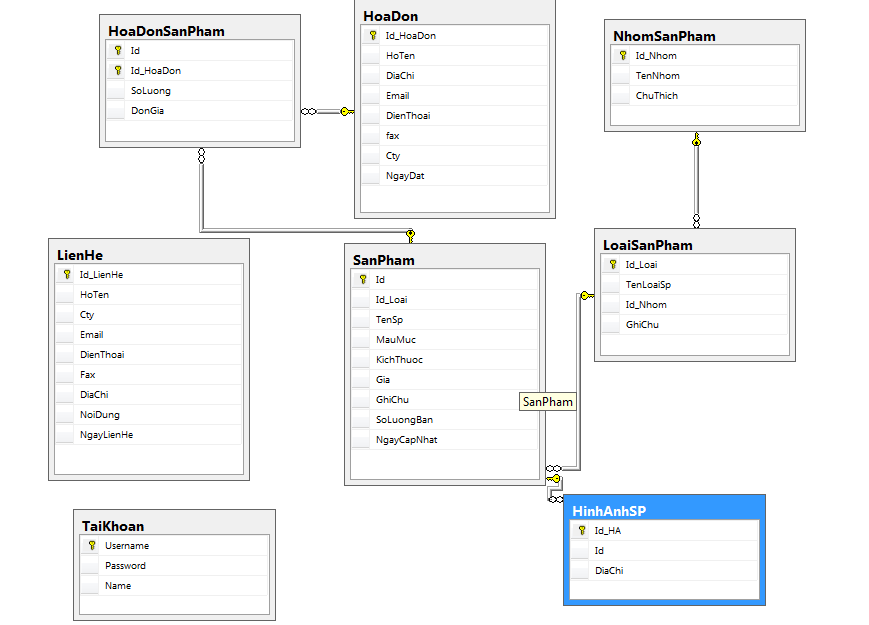 HoaDonSanPham
Id
Id_HoaDon
SoLuong
DonGia
HoaDon
Id_HoaDon
HoTen
DiaChi
Email
DienThoai
fax
Cty
NgayDat
NhomSanPham
Id_Nhom
TenNhom
ChuThich
LienHe
Id_LienHe
HoTen
Cty
Email
DienThoai
Fax
DiaChi
NoiDung
NgayLienHe
SanPham
Id
Id_Loai
TenSp
MauMuc
KichThuoc
Gia
GhiChu
SoLuongBan
NgayCapNhat
SanPham
LoaiSanPham
Id_Loai
TenLoaiSp
Id_Nhom
GhiChu
TaiKhoan
Username
Password
Name
HinhAnhSP
Id_HA
Id
DiaChi